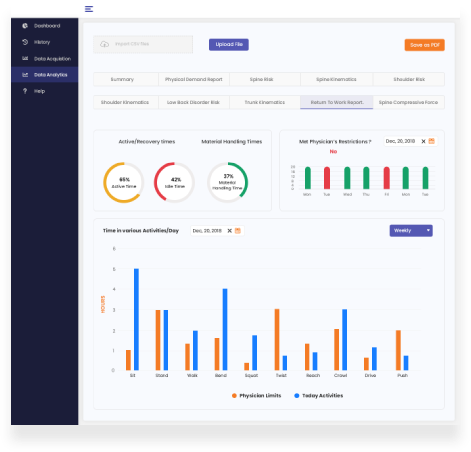 Dashboard
History
Data Acquistion
Data Analytics
? Help
Import CSV files
Upload File
Save as PDF
Summary
Physical Demand Report
Spine Risk
Spine Kinematics
Shoulder Risk
Shoulder Kinematics
Low Back Disorder Risk
Trunk Kinematics
Return To Work Report.
Spine Compressive Force
Active/Recovery times
Material Handling Times
65%
Active Time
42%
Idle Time
37%
Material
Handling Time
Met Physician's Restrictions ?
Dec, 20,2019 X
No
Mon Tue Wed Thu Fri Mon Tue
Time in various Activities/Day
Dec, 20,2019 X
Weekly
HOURS
6
5
4
3
2
1
0
Sit Stand Walk Bend Squat Twist Reach Crawl Drive Push
Physician Limits
Today Activities